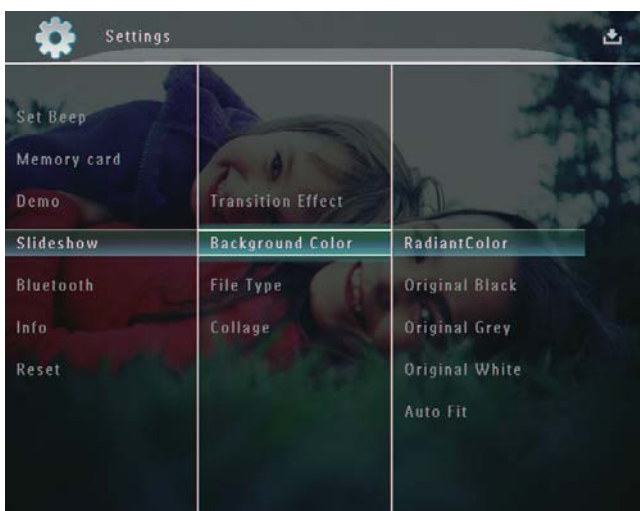 Settings
Set Beep
Memory card
Demo
Slideshow
Bluetooth
Info
Reset
Transition Effect
Background Color
File Type
Collage
RadiantColor
Original Black
Original Grey
Original White
Auto Fit